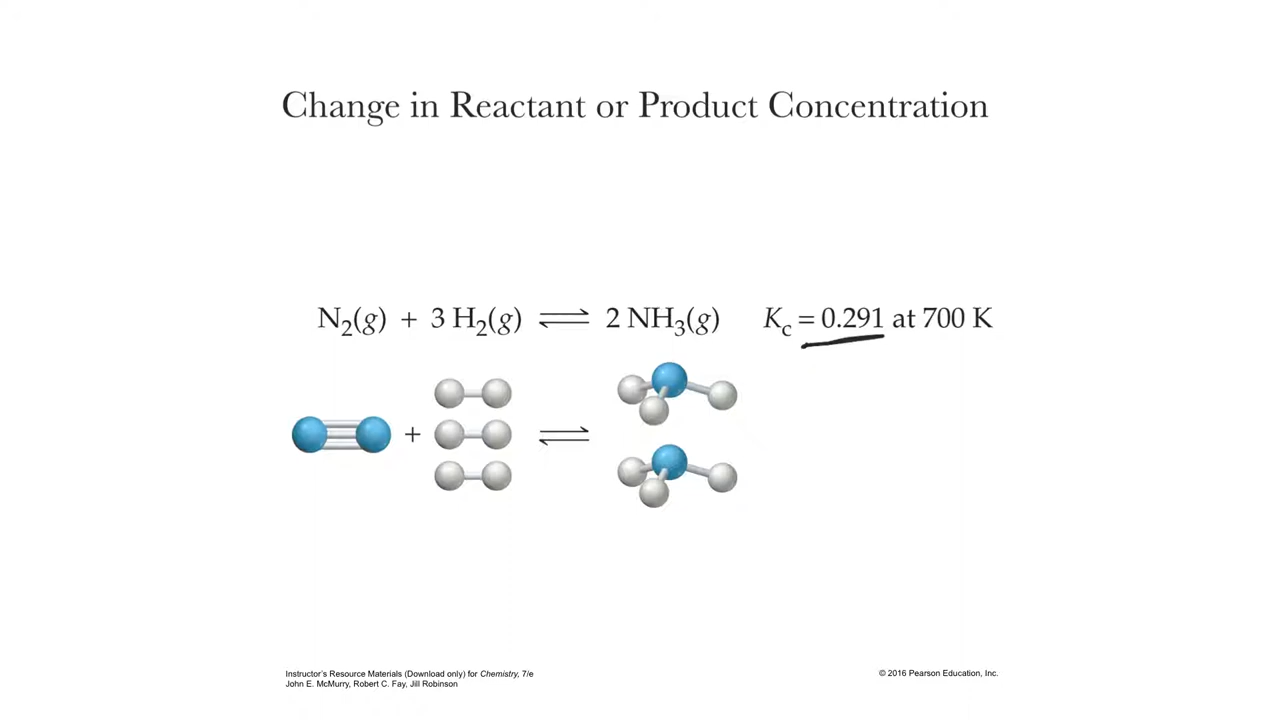 Change in Reactant or Product Concentration
N₂(g) + 3 H₂(g) ⇌ 2 NH₃(g) K꜀ = 0.291 at 700 K
+ ⇌
Instructor's Resource Materials (Download only) for Chemistry, 7/e
John E. McMurry, Robert C. Fay, Jill Robinson
© 2016 Pearson Education, Inc.